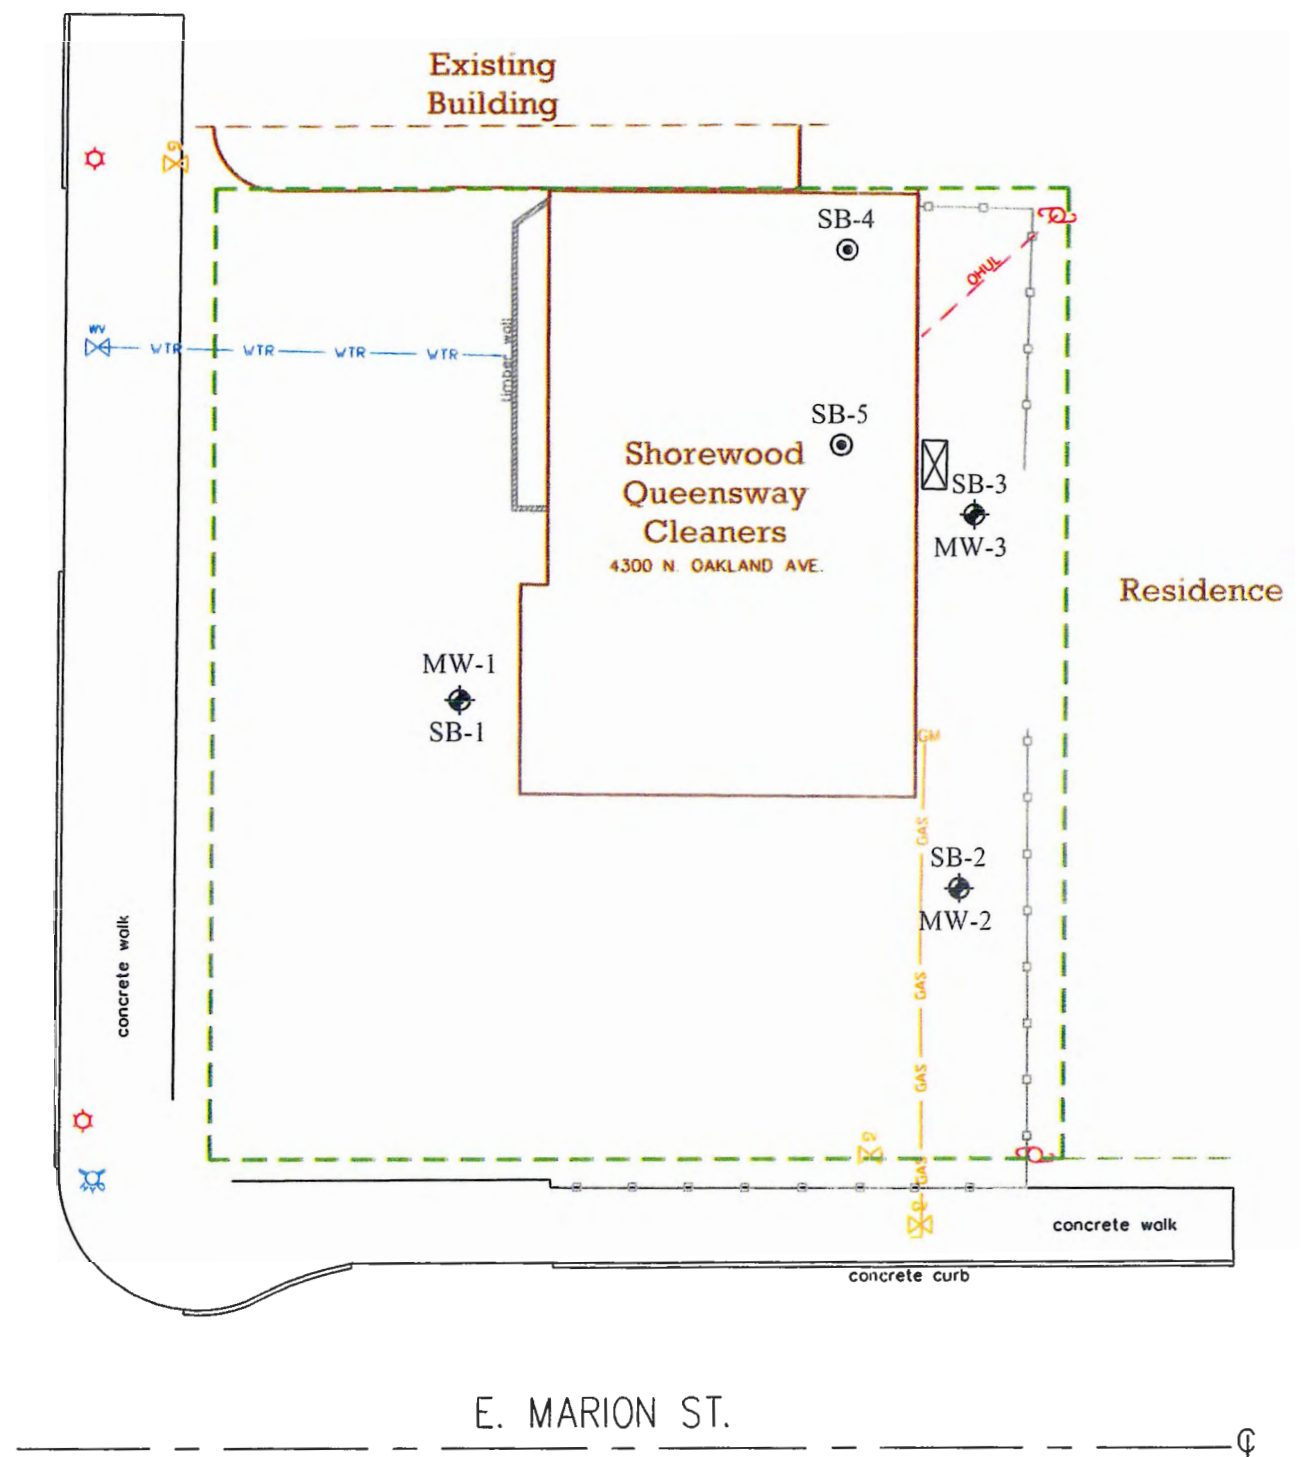 Existing
Building
SB-4
OHUL
WV
WTR WTR WTR WTR
timber wall
SB-5
Shorewood
Queensway
Cleaners
4300 N. OAKLAND AVE.
SB-3
MW-3
Residence
MW-1
SB-1
GM
GAS
SB-2
MW-2
concrete walk
GAS
GAS
GAS
concrete walk
concrete curb
E. MARION ST.